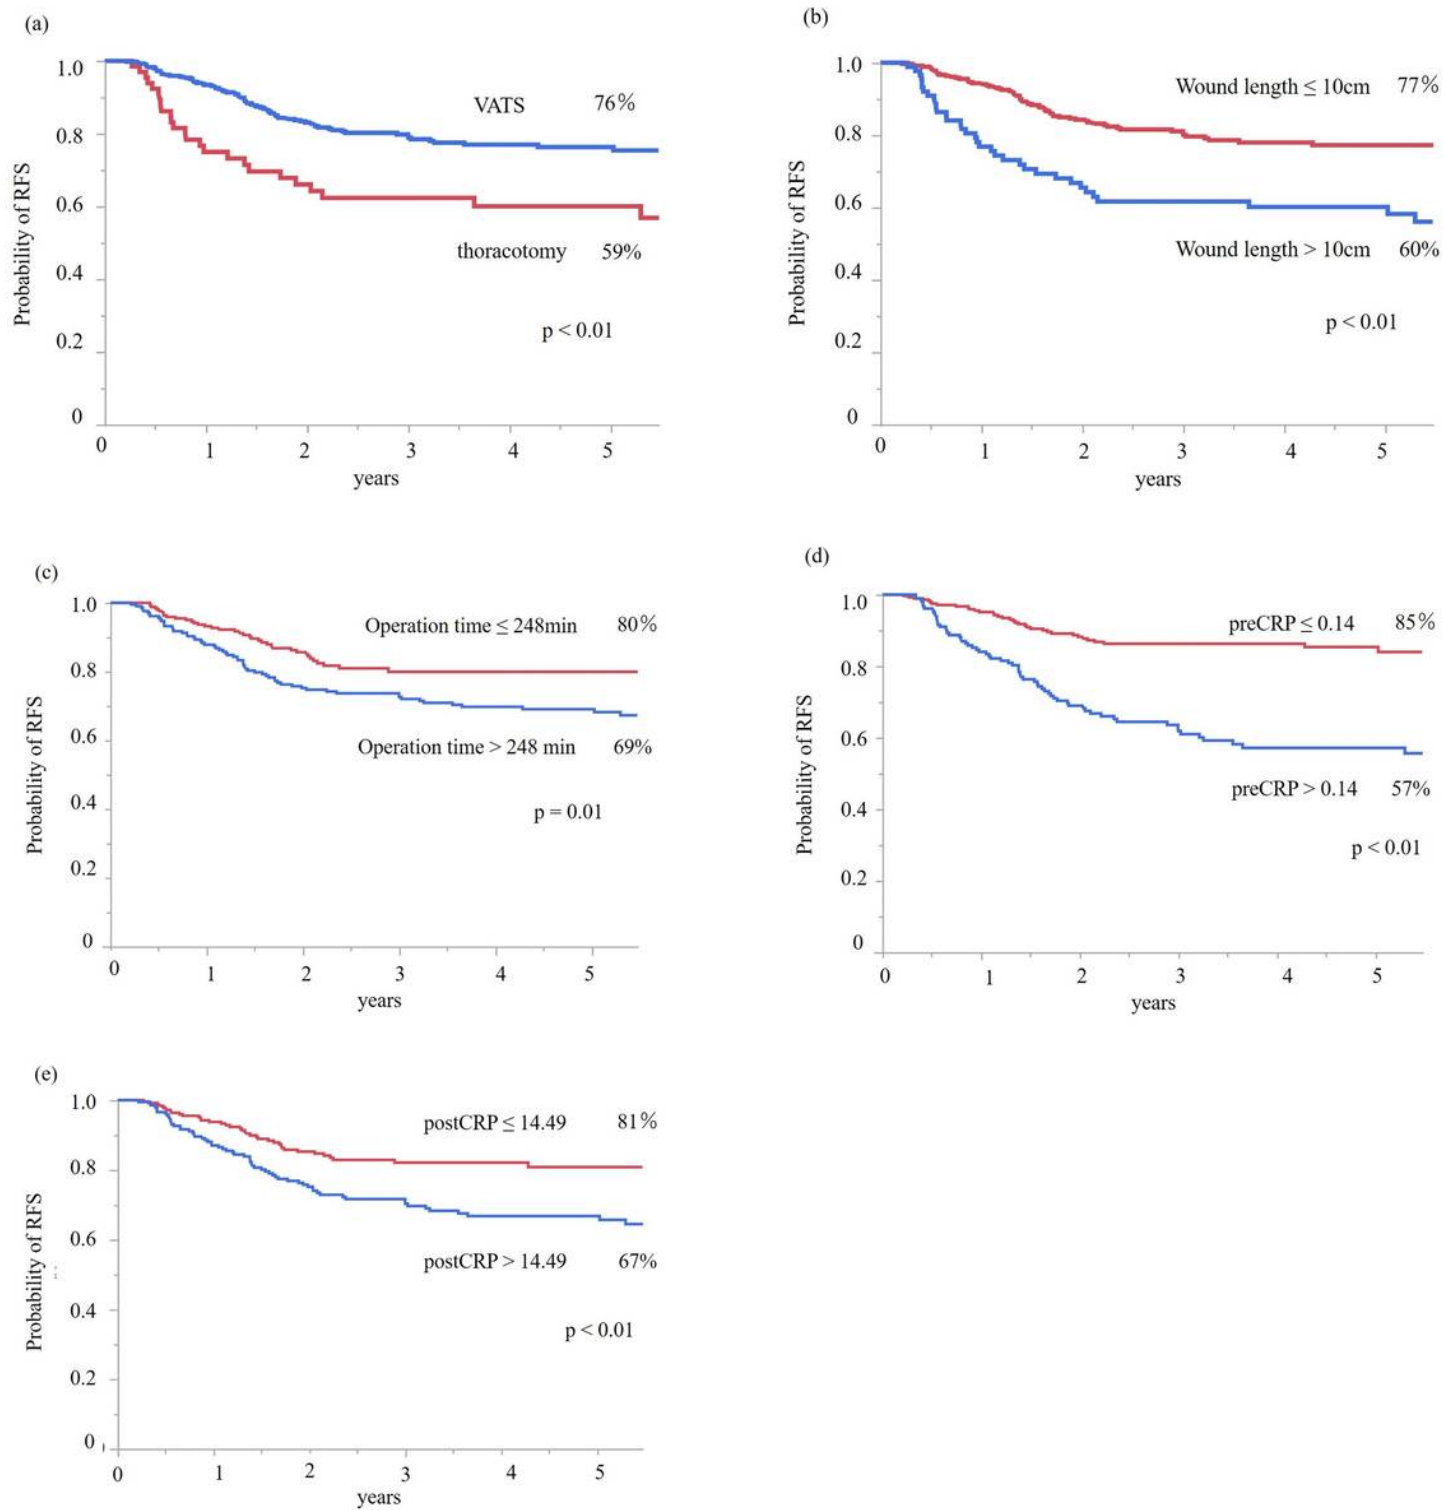 (a)
1.0
0.8
0.6
0.4
0.2
0
Probability of RFS
VATS 76%
thoracotomy 59%
p < 0.01
0 1 2 3 4 5
years
(b)
1.0
0.8
0.6
0.4
0.2
0
Probability of RFS
Wound length ≤ 10cm 77%
Wound length > 10cm 60%
p < 0.01
0 1 2 3 4 5
years
(c)
1.0
0.8
0.6
0.4
0.2
0
Probability of RFS
Operation time ≤ 248min 80%
Operation time > 248 min 69%
p = 0.01
0 1 2 3 4 5
years
(d)
1.0
0.8
0.6
0.4
0.2
0
Probability of RFS
preCRP ≤ 0.14 85%
preCRP > 0.14 57%
p < 0.01
0 1 2 3 4 5
years
(e)
1.0
0.8
0.6
0.4
0.2
0
Probability of RFS
postCRP ≤ 14.49 81%
postCRP > 14.49 67%
p < 0.01
0 1 2 3 4 5
years